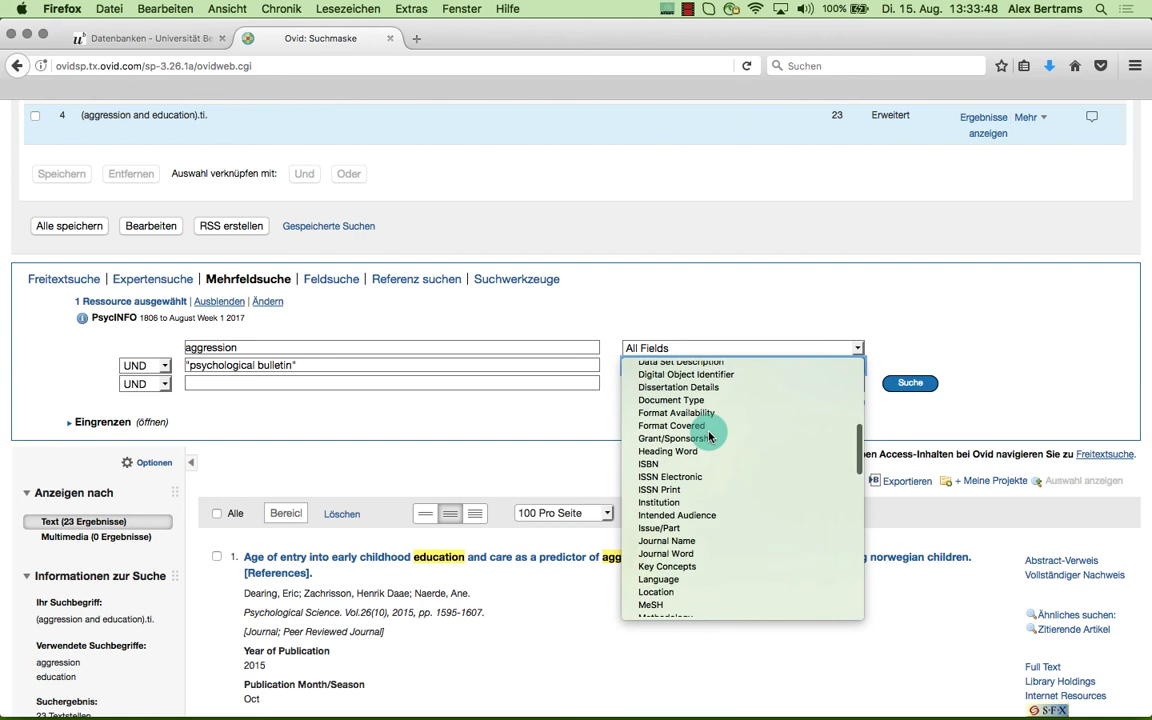 Firefox Datei Bearbeiten Ansicht Chronik Lesezeichen Extras Fenster Hilfe 100% Di. 15. Aug. 13:33:48 Alex Bertrams
Datenbanken - Universität Be Ovid: Suchmaske
ovidsp.tx.ovid.com/sp-3.26.1a/ovidweb.cgi Suchen
4 (aggression and education).ti. 23 Erweitert Ergebnisse anzeigen Mehr
Speichern Entfernen Auswahl verknüpfen mit: Und Oder
Alle speichern Bearbeiten RSS erstellen Gespeicherte Suchen
Freitextsuche | Expertensuche | Mehrfeldsuche | Feldsuche | Referenz suchen | Suchwerkzeuge
1 Ressource ausgewählt | Ausblenden | Ändern
PsycINFO 1806 to August Week 1 2017
aggression All Fields
UND "psychological bulletin"
UND Suche
Eingrenzen (öffnen)
Data Set Description
Digital Object Identifier
Dissertation Details
Document Type
Format Availability
Format Covered
Grant/Sponsorship
Heading Word
ISBN
ISSN Electronic
ISSN Print
Institution
Intended Audience
Issue/Part
Journal Name
Journal Word
Key Concepts
Language
Location
MeSH
Methodology
en Access-Inhalten bei Ovid navigieren Sie zu Freitextsuche.
Optionen
Exportieren + Meine Projekte Auswahl anzeigen
Anzeigen nach
Text (23 Ergebnisse)
Multimedia (0 Ergebnisse)
Informationen zur Suche
Ihr Suchbegriff:
(aggression and education).ti.
Verwendete Suchbegriffe:
aggression
education
Suchergebnis:
23 Textstellen
Alle Bereicl Löschen 100 Pro Seite
1. Age of entry into early childhood education and care as a predictor of agg g norwegian children.
[References].
Dearing, Eric; Zachrisson, Henrik Daae; Naerde, Ane.
Psychological Science. Vol.26(10), 2015, pp. 1595-1607.
[Journal; Peer Reviewed Journal]
Year of Publication
2015
Publication Month/Season
Oct
Abstract-Verweis
Vollständiger Nachweis
Ähnliches suchen:
Zitierende Artikel
Full Text
Library Holdings
Internet Resources
S·F·X